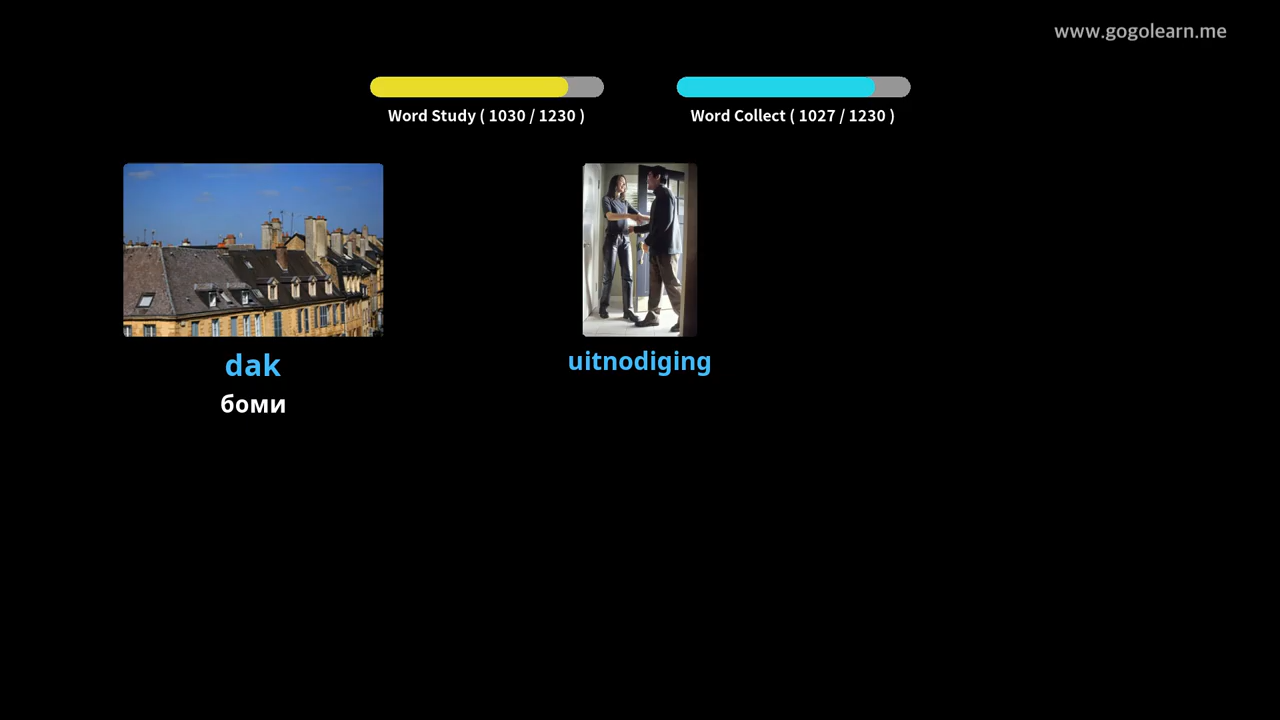 www.gogolearn.me
Word Study ( 1030 / 1230 )
Word Collect ( 1027 / 1230 )
dak
боми
uitnodiging